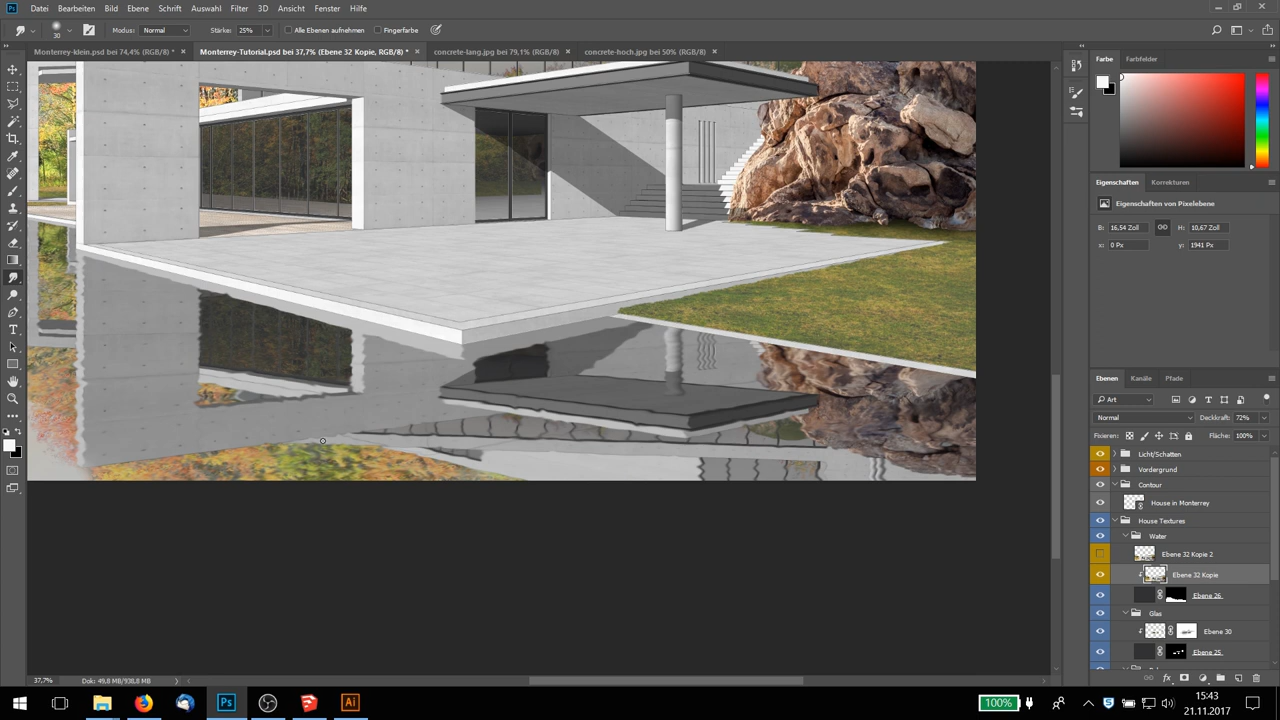 Datei Bearbeiten Bild Ebene Schrift Auswahl Filter 3D Ansicht Fenster Hilfe
30 Modus: Normal Stärke: 25% Alle Ebenen aufnehmen Fingerfarbe
Monterrey-klein.psd bei 74,4% (RGB/8) * × Monterrey-Tutorial.psd bei 37,7% (Ebene 32 Kopie, RGB/8) * × concrete-lang.jpg bei 79,1% (RGB/8) × concrete-hoch.jpg bei 50% (RGB/8) ×
Farbe Farbfelder
Eigenschaften Korrekturen
Eigenschaften von Pixelebene
B: 16,54 Zoll H: 10,67 Zoll
x: 0 Px y: 1941 Px
Ebenen Kanäle Pfade
Art
Normal Deckkraft: 72%
Fixieren: Fläche: 100%
Licht/Schatten
Vordergrund
Contour
House in Monterrey
House Textures
Water
Ebene 32 Kopie 2
Ebene 32 Kopie
Ebene 26
Glas
Ebene 30
Ebene 25
fx
37,7% Dok: 49,8 MB/938,8 MB
Ps Ai 100% 15:43
21.11.2017